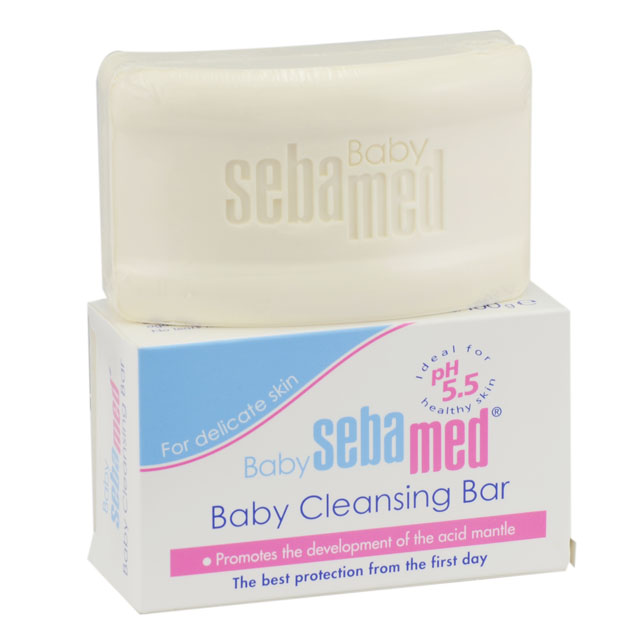 Baby
sebamed
For delicate skin
Ideal for
pH
5.5
healthy skin
Baby sebamed®
Baby Cleansing Bar
• Promotes the development of the acid mantle
The best protection from the first day
Baby
sebamed
Baby Cleansing Bar